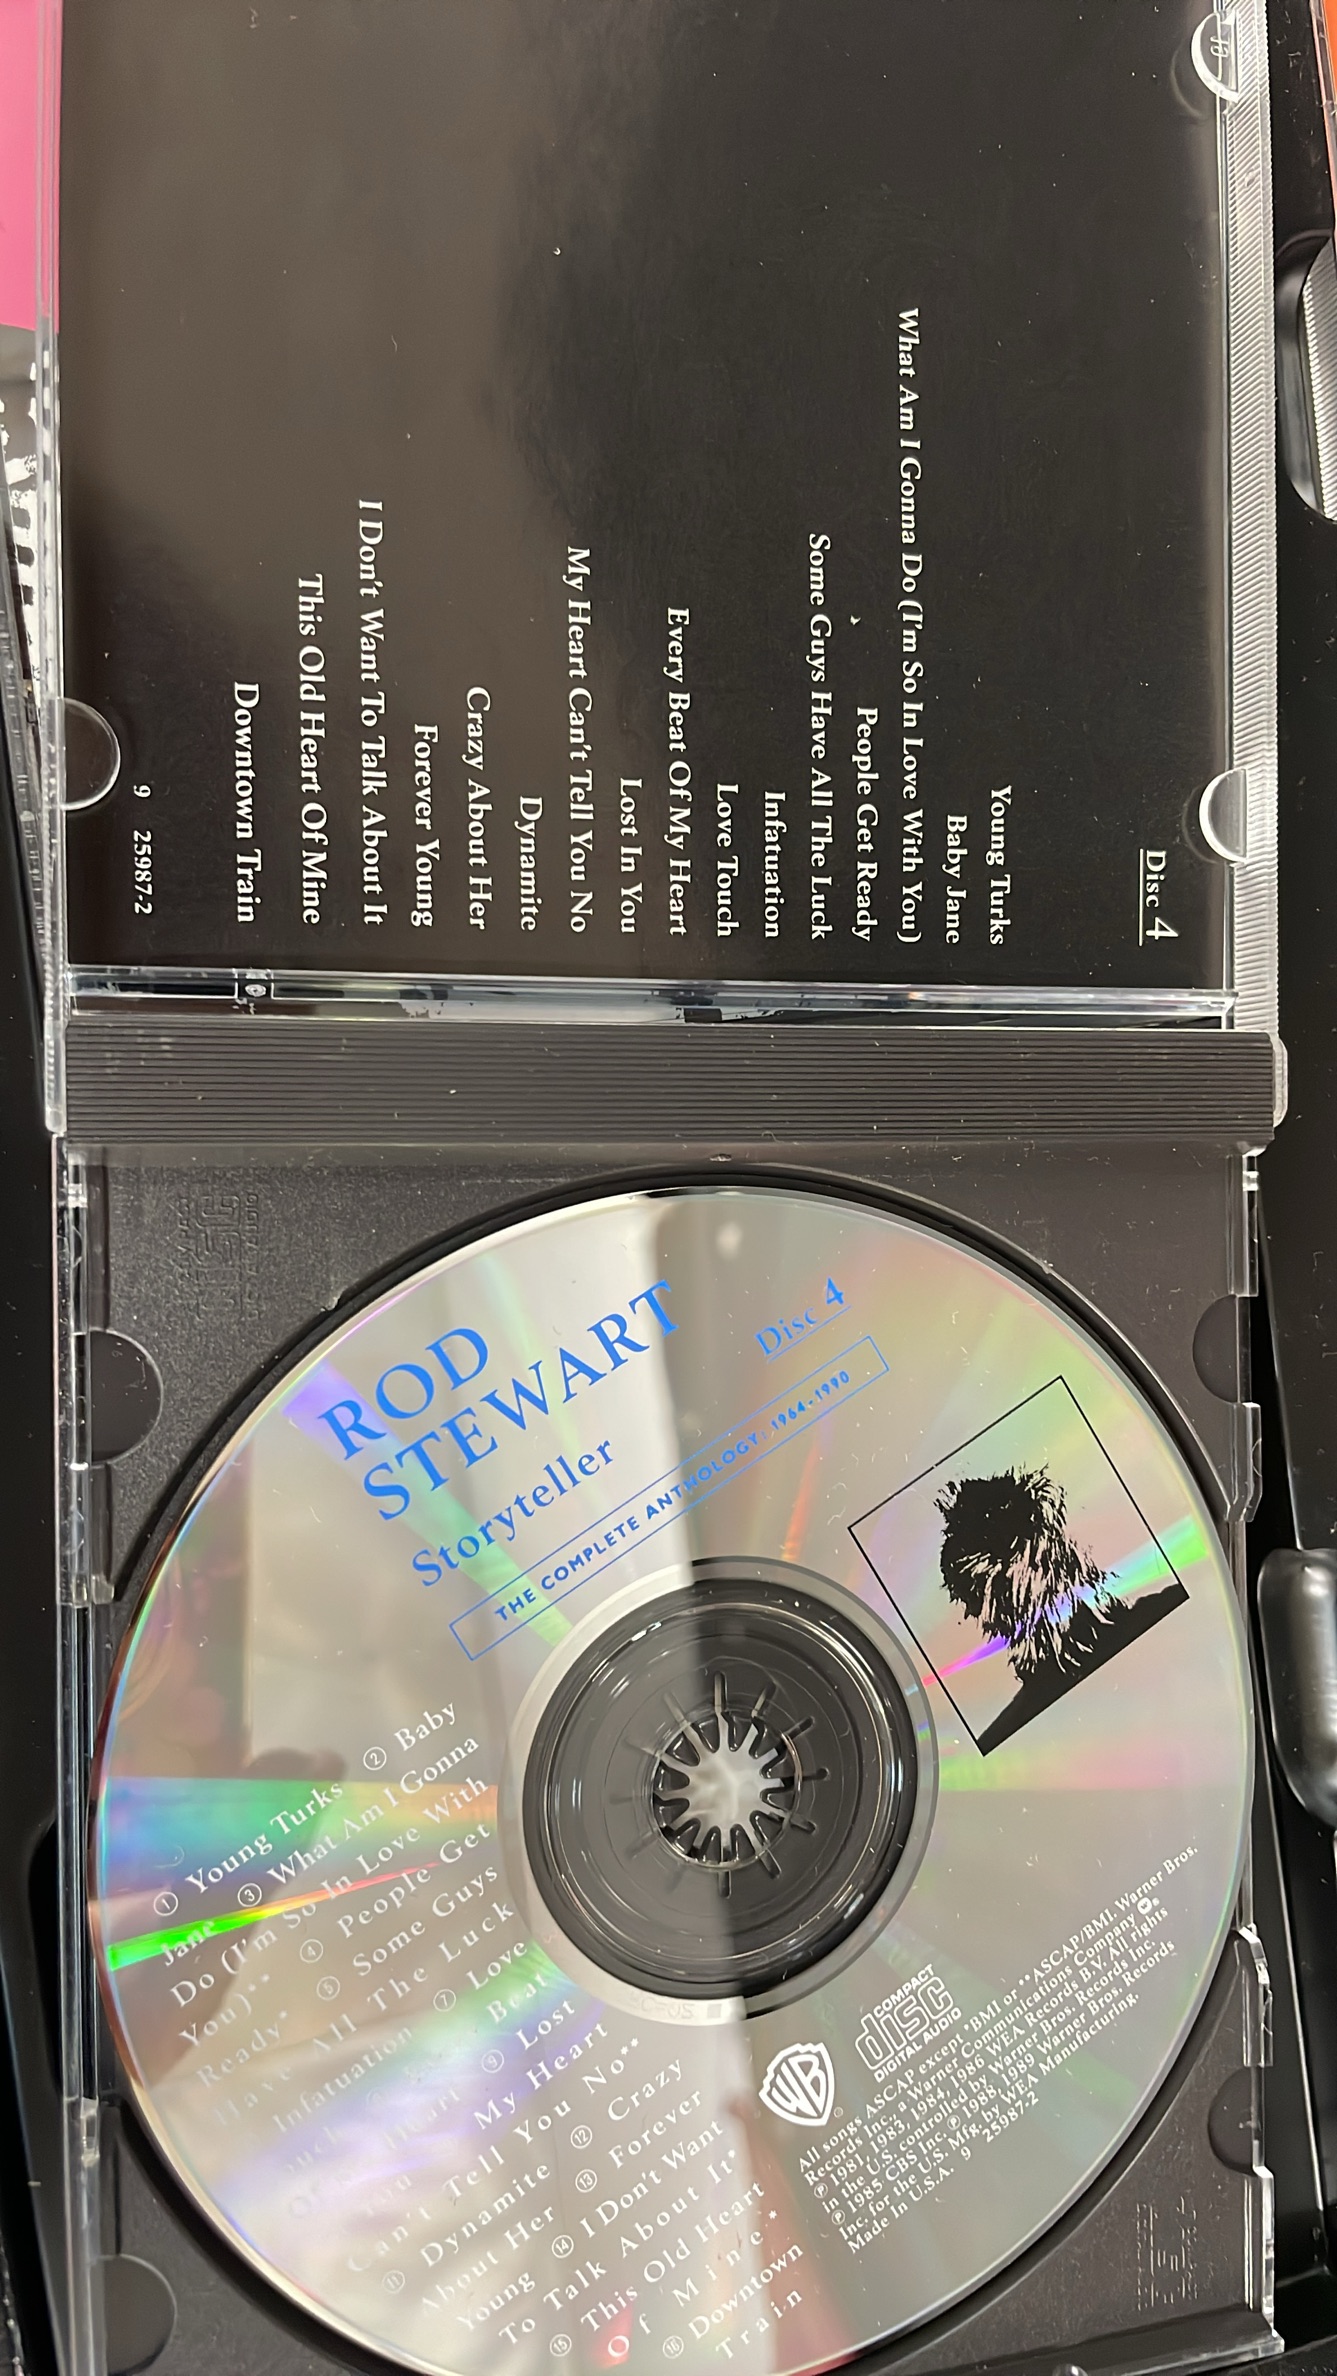 Disc 4
Young Turks
Baby Jane
What Am I Gonna Do (I'm So In Love With You)
People Get Ready
Some Guys Have All The Luck
Infatuation
Love Touch
Every Beat Of My Heart
Lost In You
My Heart Can't Tell You No
Dynamite
Crazy About Her
Forever Young
I Don't Want To Talk About It
This Old Heart Of Mine
Downtown Train
9 25987-2
ROD
STEWART
Storyteller
THE COMPLETE ANTHOLOGY: 1964-1990
Disc 4
① Young Turks ② Baby
Jane ③ What Am I Gonna
Do (I'm So In Love With
You)** ④ People Get
Ready* ⑤ Some Guys
Have All The Luck
Infatuation ⑦ Love
Beat
Heart ⑨ Lost
My Heart
Can't Tell You No**
⑪ Dynamite ⑫ Crazy
About Her ⑬ Forever
Young ⑭ I Don't Want
To Talk About It*
⑮ This Old Heart
Of Mine*
⑯ Downtown
Train
COMPACT
disc
DIGITAL AUDIO
WB
All songs ASCAP except *BMI or **ASCAP/BMI. Warner Bros.
Records Inc., a Warner Communications Company
℗ 1981, 1983, 1984, 1986 WEA Records B.V. All rights
in the U.S. controlled by Warner Bros. Records Inc.
℗ 1985 CBS Inc. ℗ 1988, 1989 Warner Bros. Records
Inc. for the U.S. Mfg. by WEA Manufacturing.
Made in U.S.A. 9 25987-2